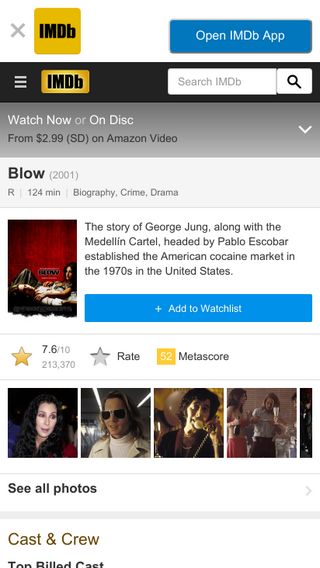 IMDb
Open IMDb App
IMDb
Search IMDb
Watch Now or On Disc
From $2.99 (SD) on Amazon Video
Blow (2001)
R | 124 min | Biography, Crime, Drama
BLOW
The story of George Jung, along with the
Medellín Cartel, headed by Pablo Escobar
established the American cocaine market in
the 1970s in the United States.
+ Add to Watchlist
7.6/10
213,370
Rate
52 Metascore
See all photos
Cast & Crew
Top Billed Cast